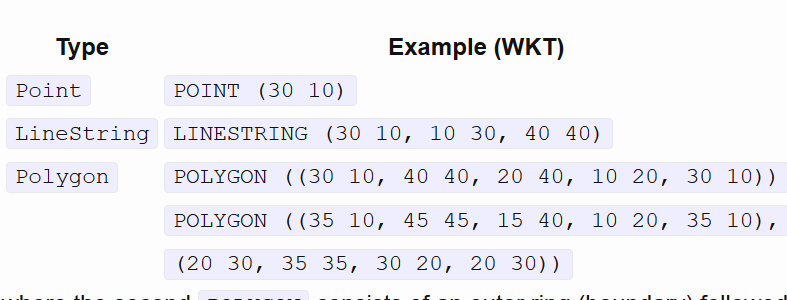 Type Example (WKT)
Point POINT (30 10)
LineString LINESTRING (30 10, 10 30, 40 40)
Polygon POLYGON ((30 10, 40 40, 20 40, 10 20, 30 10))
POLYGON ((35 10, 45 45, 15 40, 10 20, 35 10),
(20 30, 35 35, 30 20, 20 30))
where the second polygon consists of an outer ring (boundary) followed